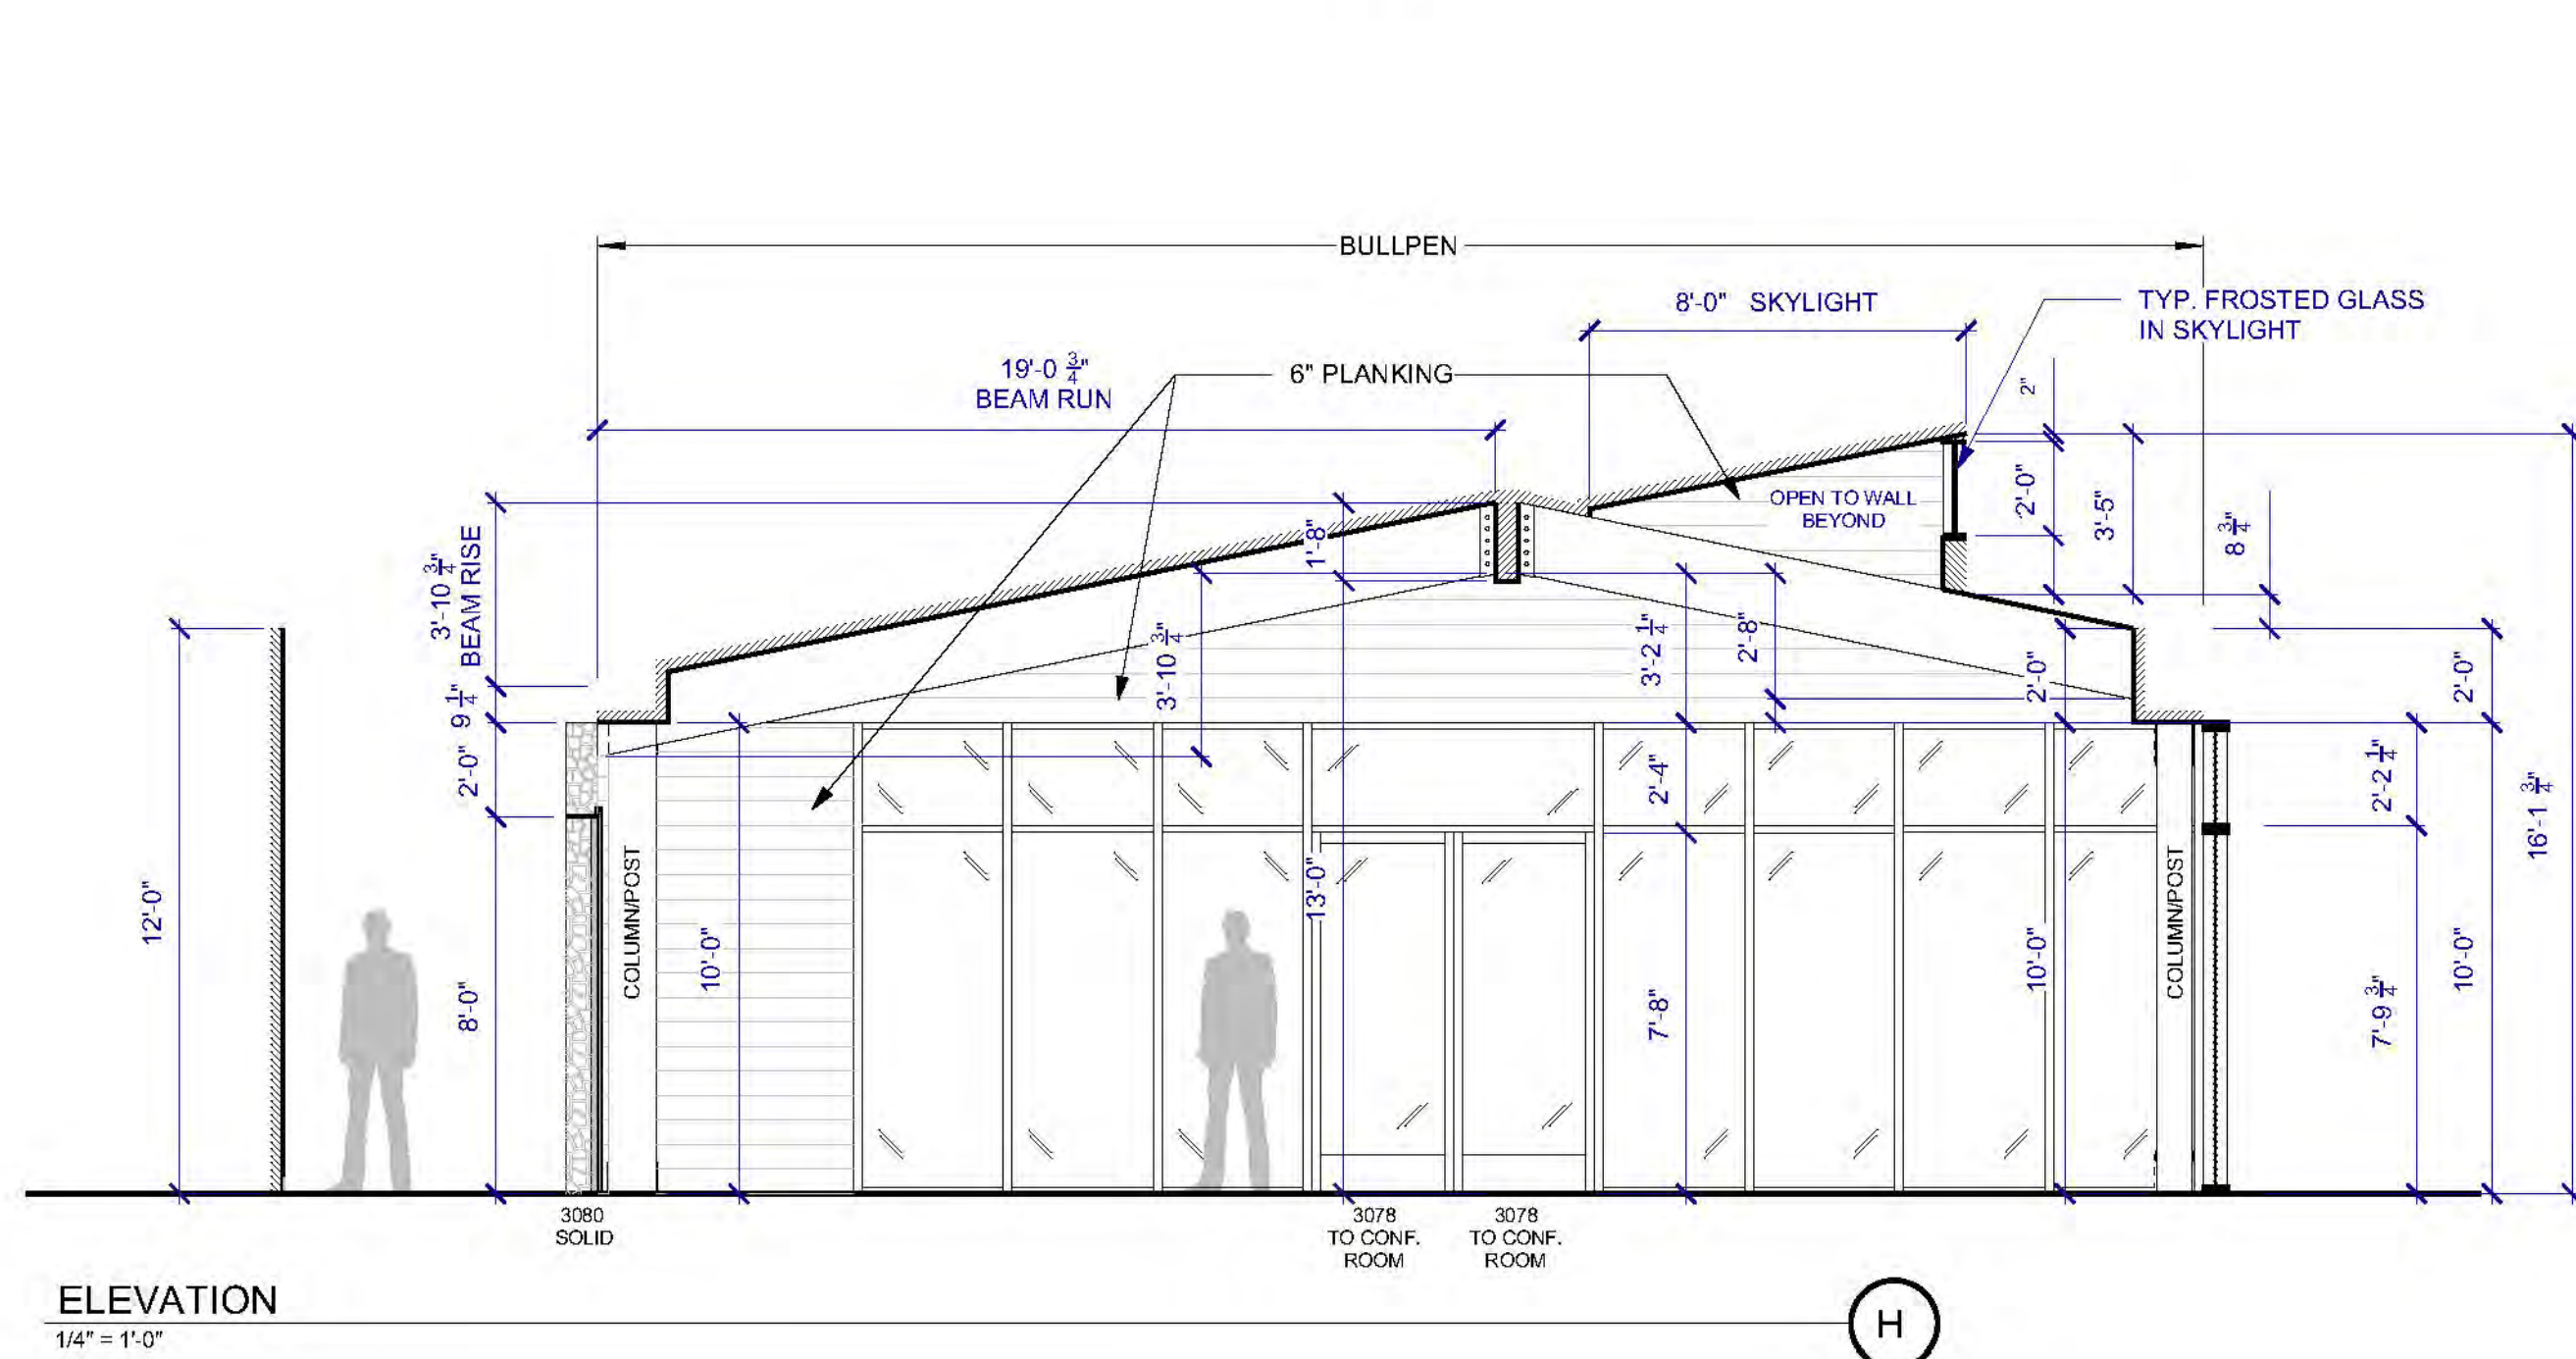 BULLPEN
8'-0" SKYLIGHT
TYP. FROSTED GLASS
IN SKYLIGHT
19'-0 3/4"
BEAM RUN
6" PLANKING
2"
OPEN TO WALL
BEYOND
2'-0"
3'-5"
8 3/4"
1'-8"
3'-10 3/4"
BEAM RISE
9 1/4"
2'-0"
8'-0"
12'-0"
3'-10 3/4"
3'-2 1/4"
2'-8"
2'-0"
2'-0"
2'-4"
2'-2 1/4"
16'-1 3/4"
COLUMN/POST
10'-0"
13'-0"
7'-8"
10'-0"
COLUMN/POST
7'-9 3/4"
10'-0"
3080
SOLID
3078
TO CONF.
ROOM
3078
TO CONF.
ROOM
ELEVATION
1/4" = 1'-0"
H